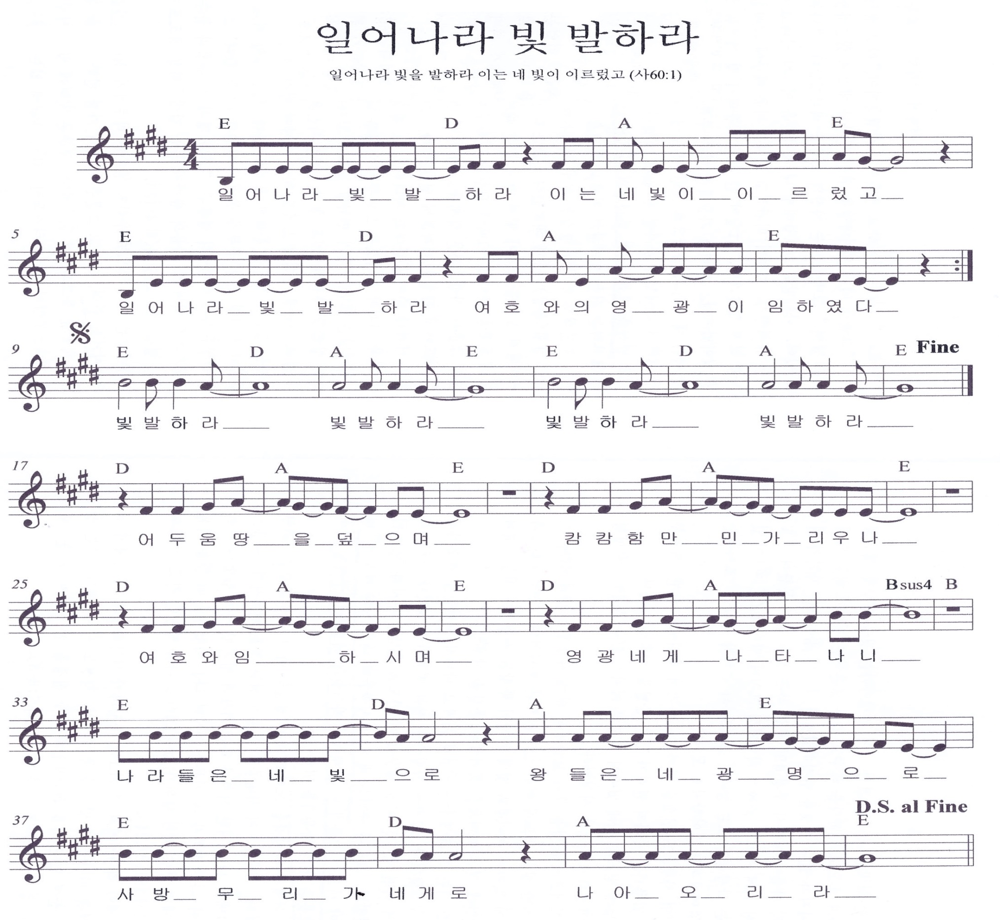 일어나라 빛 발하라
일어나라 빛을 발하라 이는 네 빛이 이르렀고 (사60:1)
E D A E
4
4
일 어 나 라 빛 발 하 라 이 는 네 빛 이 이 르 렀 고
5 E D A E
일 어 나 라 빛 발 하 라 여 호 와 의 영 광 이 임 하 였 다
9 E D A E E D A E Fine
빛 발 하 라 빛 발 하 라 빛 발 하 라 빛 발 하 라
17 D A E D A E
어 두 움 땅 을 덮 으 며 캄 캄 함 만 민 가 리 우 나
25 D A E D A Bsus4 B
여 호 와 임 하 시 며 영 광 네 게 나 타 나 니
33 E D A E
나 라 들 은 네 빛 으 로 왕 들 은 네 광 명 으 로
D.S. al Fine
37 E D A E
사 방 무 리 가 네 게 로 나 아 오 리 라